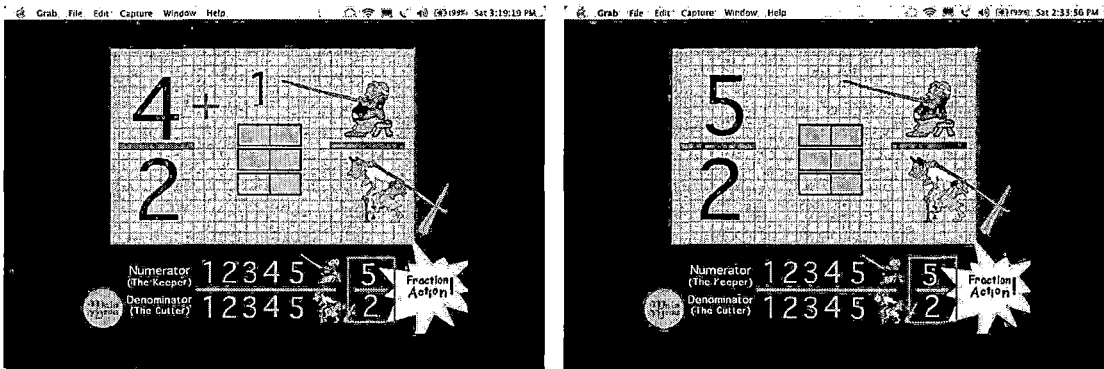 Grab File Edit Capture Window Help (99%) Sat 3:19:19 PM
4 + 1
2
Numerator 1 2 3 4 5 5
(The Keeper)
Denominator 1 2 3 4 5 2
(The Cutter)
Fraction
Action!
Grab File Edit Capture Window Help (99%) Sat 2:33:56 PM
5
2
Numerator 1 2 3 4 5 5
(The Keeper)
Denominator 1 2 3 4 5 2
(The Cutter)
Fraction
Action!